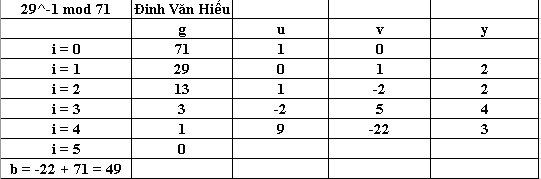 29^-1 mod 71 Đinh Văn Hiếu
g u v y
i = 0 71 1 0
i = 1 29 0 1 2
i = 2 13 1 -2 2
i = 3 3 -2 5 4
i = 4 1 9 -22 3
i = 5 0
b = -22 + 71 = 49